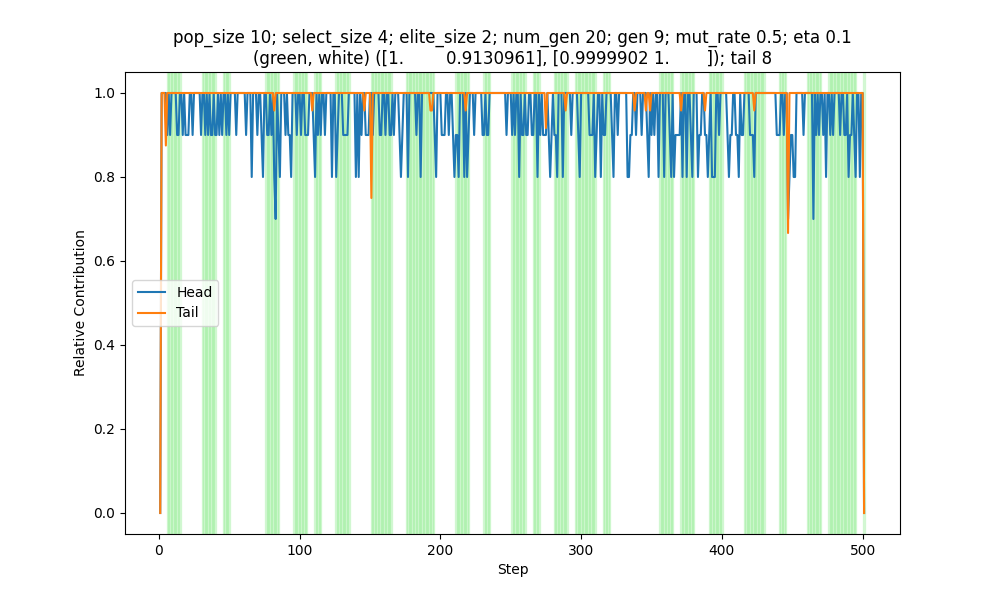 pop_size 10; select_size 4; elite_size 2; num_gen 20; gen 9; mut_rate 0.5; eta 0.1
(green, white) ([1.        0.9130961], [0.9999902 1.        ]); tail 8
1.0
0.8
0.6
0.4
0.2
0.0
Relative Contribution
Head
Tail
0
100
200
300
400
500
Step